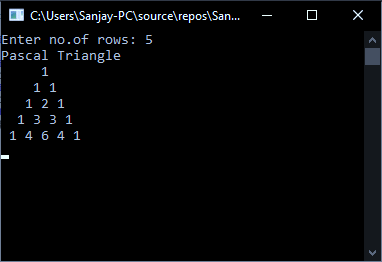 C:\Users\Sanjay-PC\source\repos\San...
Enter no.of rows: 5
Pascal Triangle
1
1 1
1 2 1
1 3 3 1
1 4 6 4 1